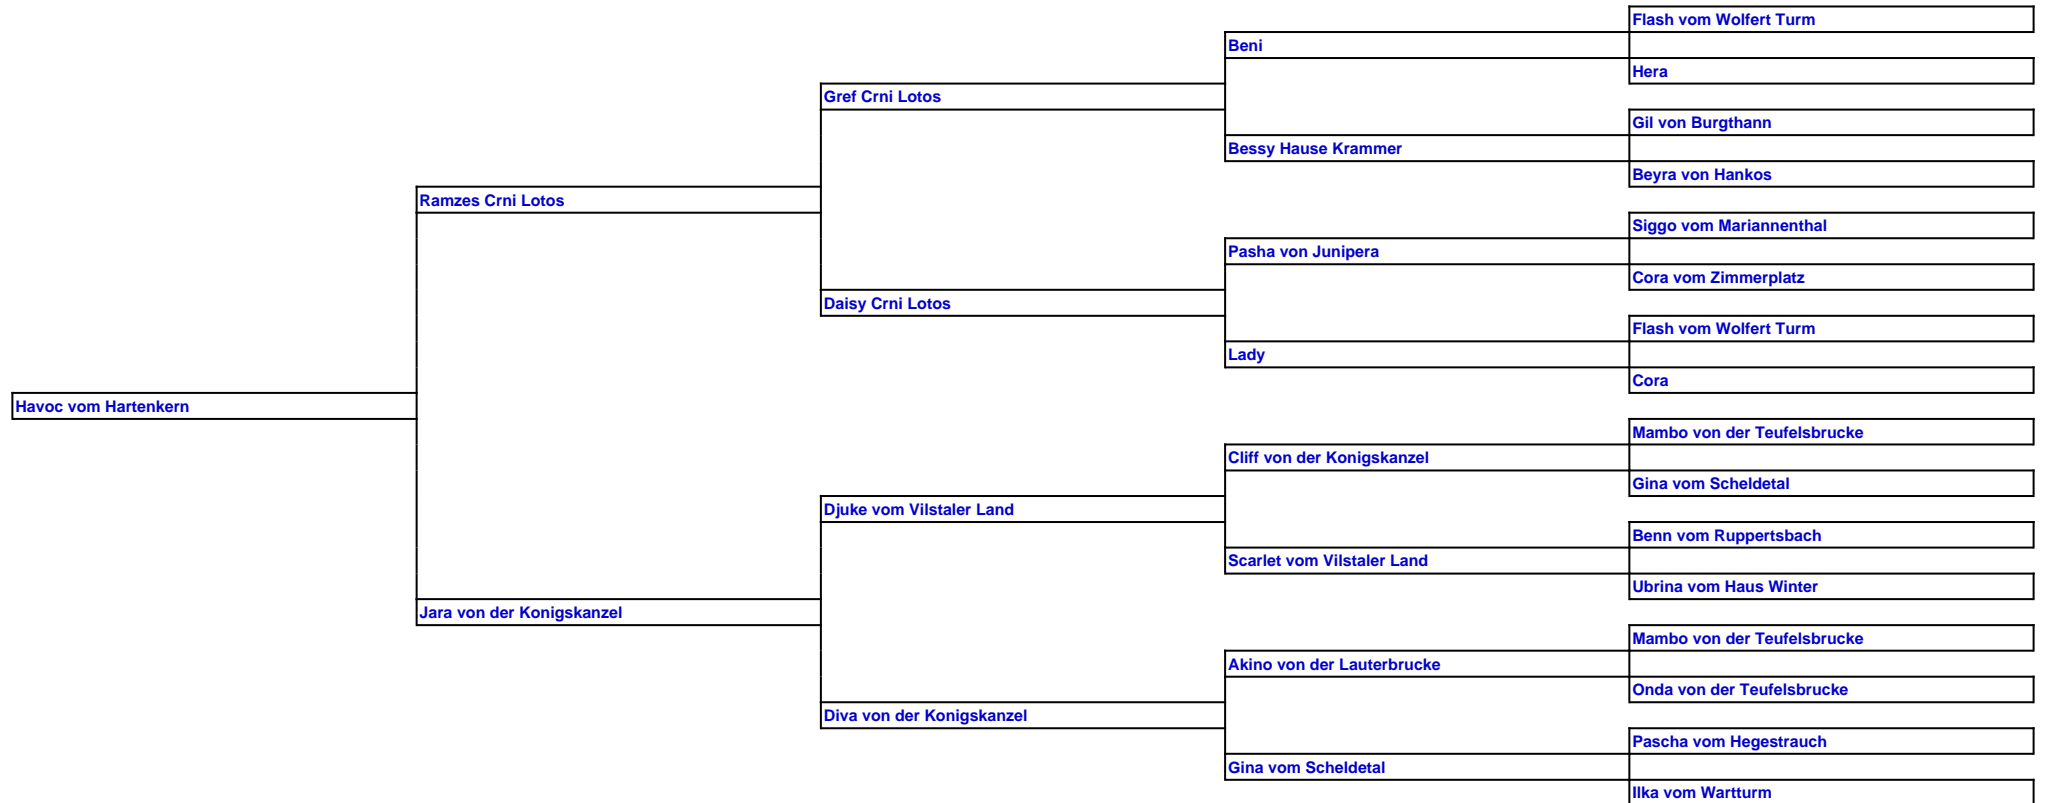 Flash vom Wolfert Turm
Beni
Hera
Gref Crni Lotos
Gil von Burgthann
Bessy Hause Krammer
Beyra von Hankos
Ramzes Crni Lotos
Siggo vom Mariannenthal
Pasha von Junipera
Cora vom Zimmerplatz
Daisy Crni Lotos
Flash vom Wolfert Turm
Lady
Cora
Havoc vom Hartenkern
Mambo von der Teufelsbrucke
Cliff von der Konigskanzel
Gina vom Scheldetal
Djuke vom Vilstaler Land
Benn vom Ruppertsbach
Scarlet vom Vilstaler Land
Ubrina vom Haus Winter
Jara von der Konigskanzel
Mambo von der Teufelsbrucke
Akino von der Lauterbrucke
Onda von der Teufelsbrucke
Diva von der Konigskanzel
Pascha vom Hegestrauch
Gina vom Scheldetal
Ilka vom Wartturm